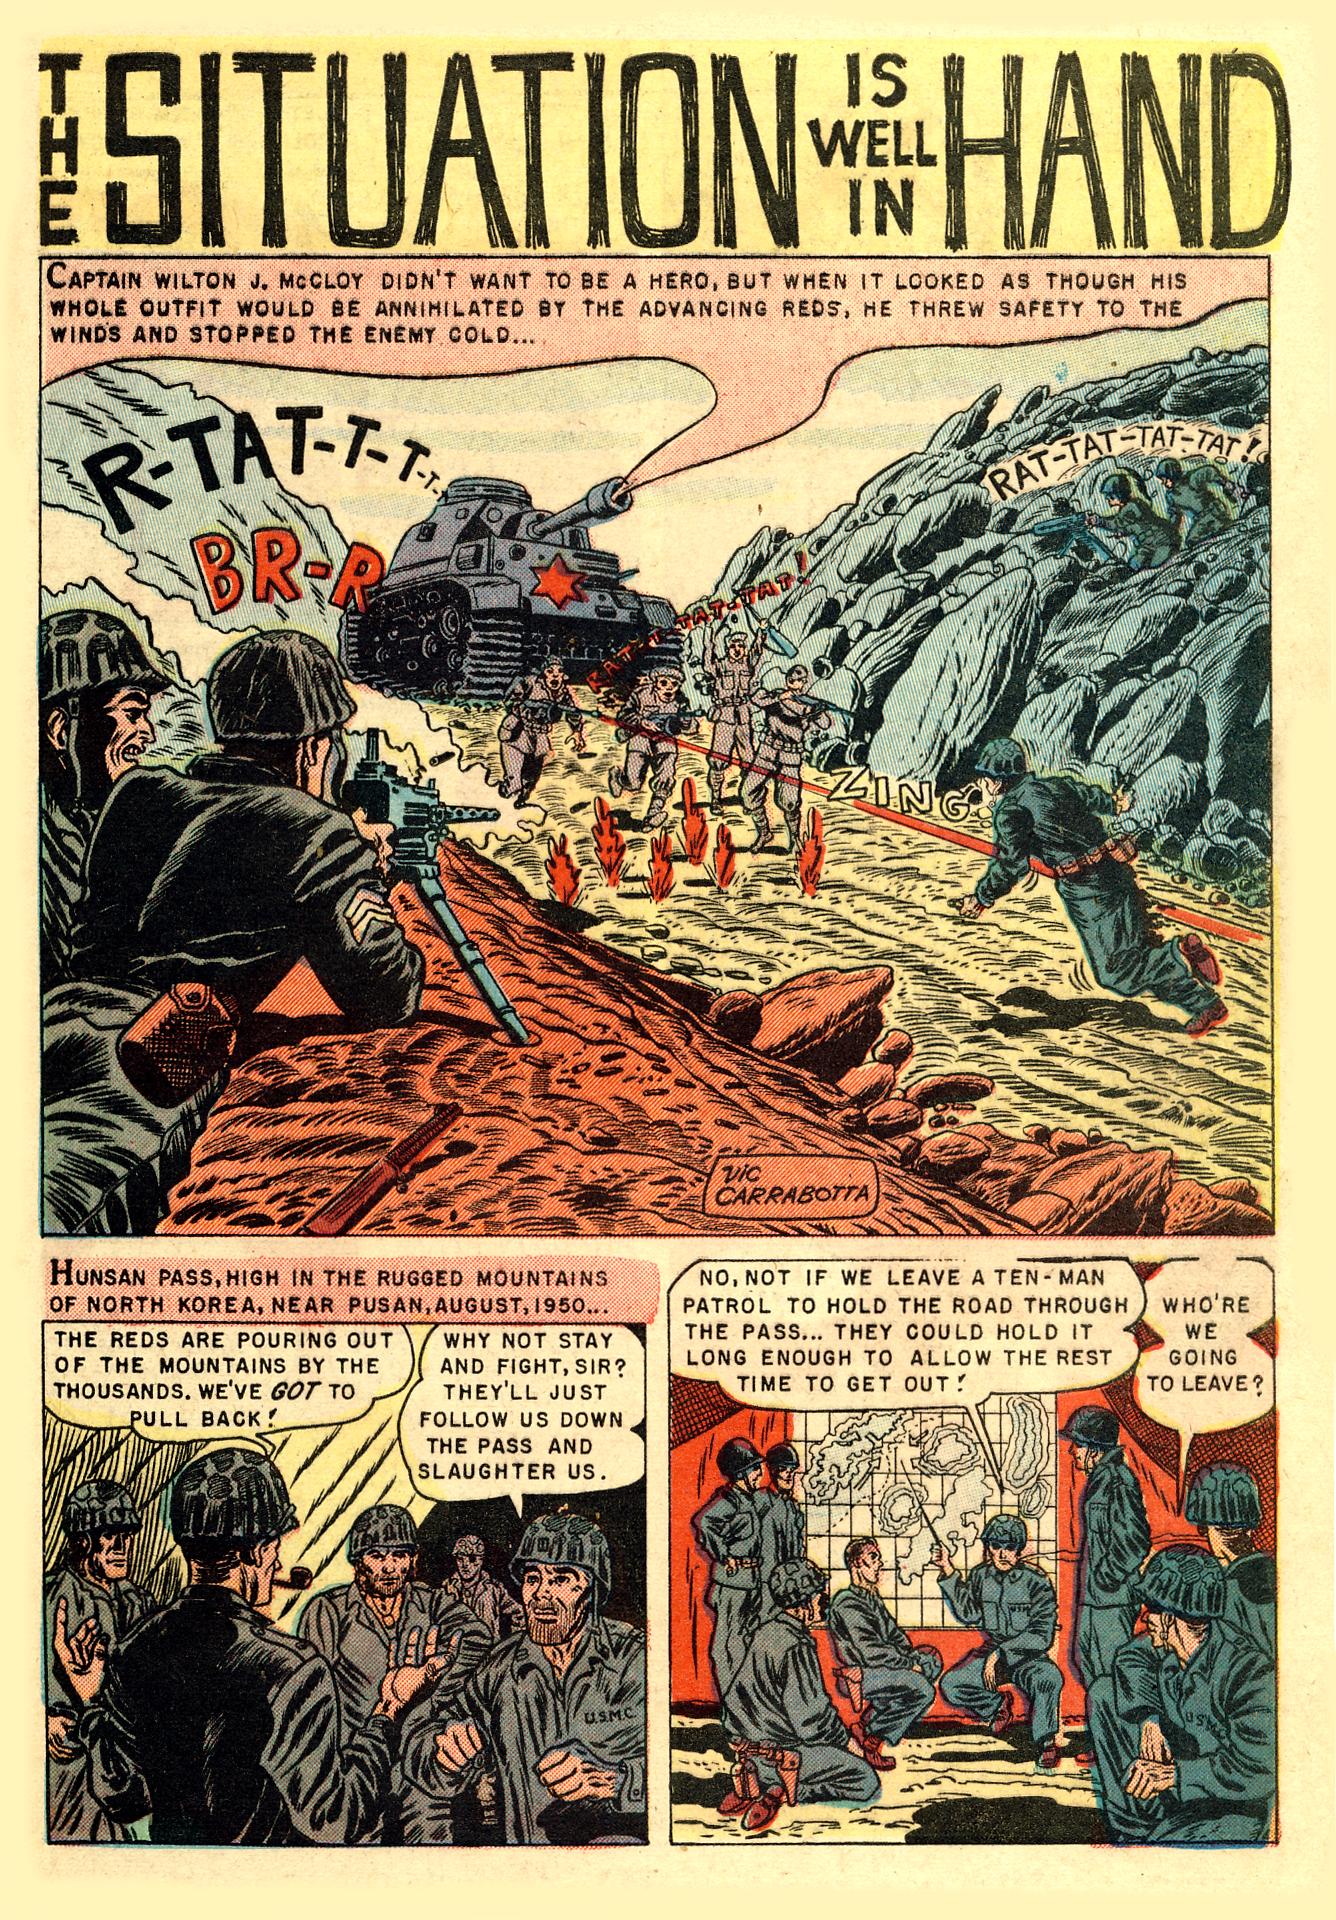 THE SITUATION IS WELL IN HAND
CAPTAIN WILTON J. McCLOY DIDN'T WANT TO BE A HERO, BUT WHEN IT LOOKED AS THOUGH HIS
WHOLE OUTFIT WOULD BE ANNIHILATED BY THE ADVANCING REDS, HE THREW SAFETY TO THE
WINDS AND STOPPED THE ENEMY COLD...
R-TAT-T-T-T..
BR-R
RAT-TAT-TAT-TAT!
RAT-T-TAT-TAT!
ZING
VIC
CARRABOTTA
HUNSAN PASS, HIGH IN THE RUGGED MOUNTAINS
OF NORTH KOREA, NEAR PUSAN, AUGUST, 1950...
THE REDS ARE POURING OUT
OF THE MOUNTAINS BY THE
THOUSANDS. WE'VE GOT TO
PULL BACK!
WHY NOT STAY
AND FIGHT, SIR?
THEY'LL JUST
FOLLOW US DOWN
THE PASS AND
SLAUGHTER US.
U.S.M.C.
NO, NOT IF WE LEAVE A TEN-MAN
PATROL TO HOLD THE ROAD THROUGH
THE PASS... THEY COULD HOLD IT
LONG ENOUGH TO ALLOW THE REST
TIME TO GET OUT!
WHO'RE
WE
GOING
TO LEAVE?
USMC